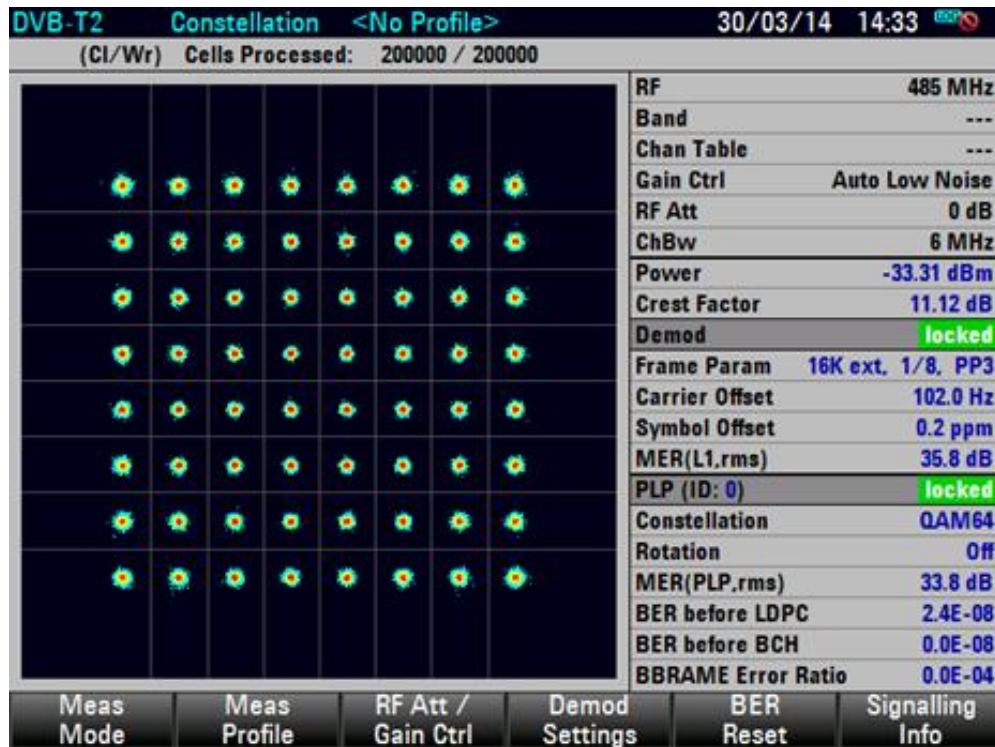 DVB-T2 Constellation <No Profile> 30/03/14 14:33 LOG
(Cl/Wr) Cells Processed: 200000 / 200000
RF 485 MHz
Band ---
Chan Table ---
Gain Ctrl Auto Low Noise
RF Att 0 dB
ChBw 6 MHz
Power -33.31 dBm
Crest Factor 11.12 dB
Demod locked
Frame Param 16K ext, 1/8, PP3
Carrier Offset 102.0 Hz
Symbol Offset 0.2 ppm
MER(L1,rms) 35.8 dB
PLP (ID: 0) locked
Constellation QAM64
Rotation Off
MER(PLP,rms) 33.8 dB
BER before LDPC 2.4E-08
BER before BCH 0.0E-08
BBRAME Error Ratio 0.0E-04
Meas Mode
Meas Profile
RF Att / Gain Ctrl
Demod Settings
BER Reset
Signalling Info